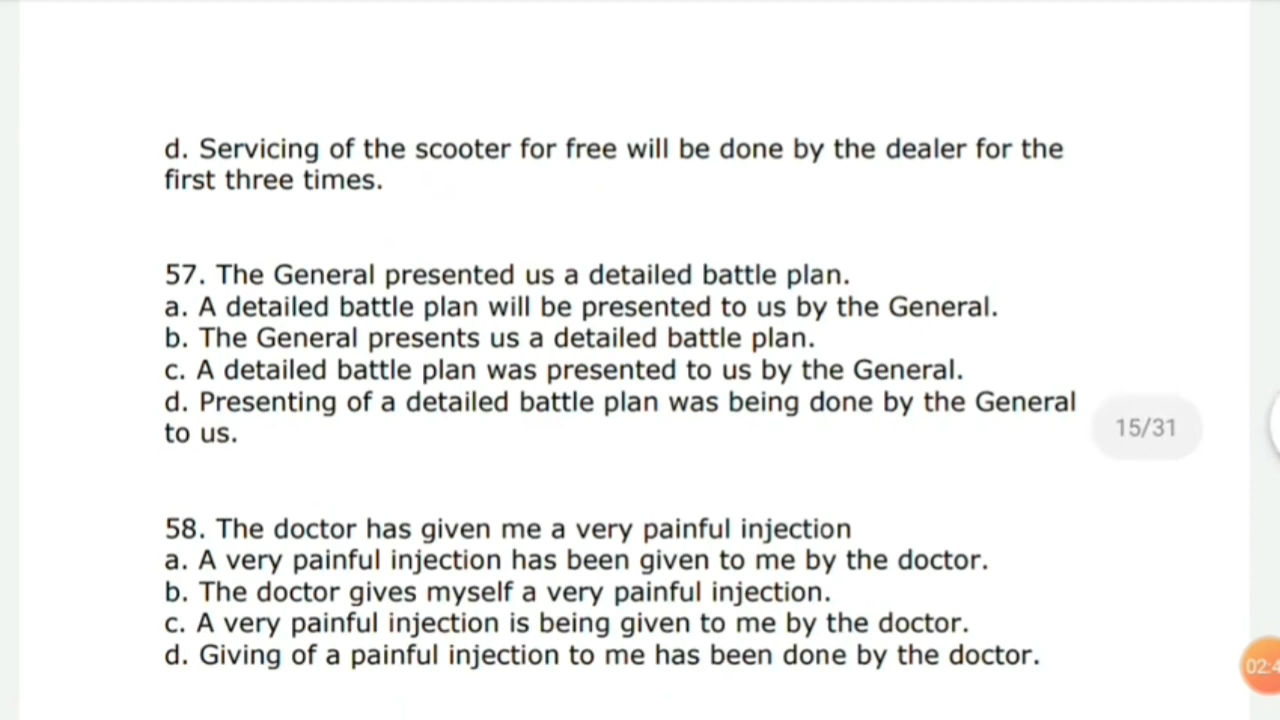 d. Servicing of the scooter for free will be done by the dealer for the
first three times.
57. The General presented us a detailed battle plan.
a. A detailed battle plan will be presented to us by the General.
b. The General presents us a detailed battle plan.
c. A detailed battle plan was presented to us by the General.
d. Presenting of a detailed battle plan was being done by the General
to us.
15/31
58. The doctor has given me a very painful injection
a. A very painful injection has been given to me by the doctor.
b. The doctor gives myself a very painful injection.
c. A very painful injection is being given to me by the doctor.
d. Giving of a painful injection to me has been done by the doctor.
02:4